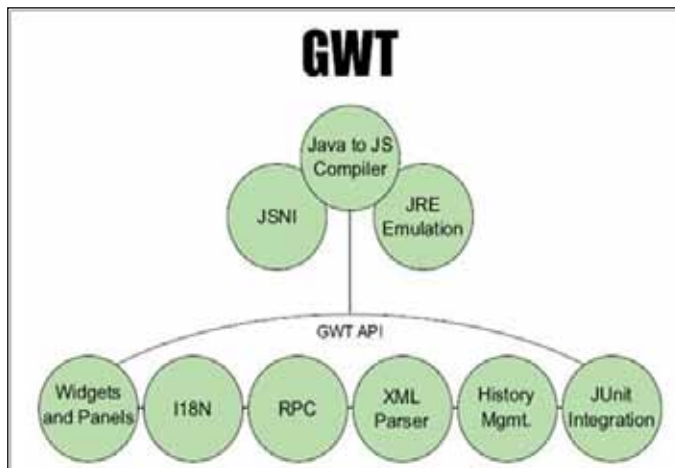 GWT
Java to JS
Compiler
JSNI
JRE
Emulation
GWT API
Widgets
and Panels
I18N
RPC
XML
Parser
History
Mgmt.
JUnit
Integration